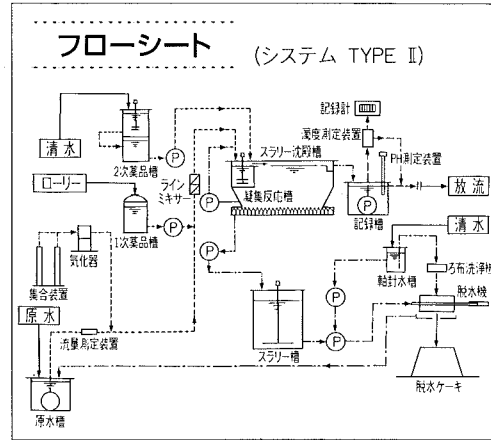 フローシート
(システム TYPE Ⅱ)
記録計
濁度測定装置
PH測定装置
清水
2次薬品槽
P
ライン
ミキサー
スラリー沈殿槽
凝集反応槽
P
P
記録槽
放流
ローリー
1次薬品槽
P
清水
気化器
集合装置
P
軸封水槽
ろ布洗浄機
脱水機
原水
流量測定装置
P
P
スラリー槽
原水槽
脱水ケーキ